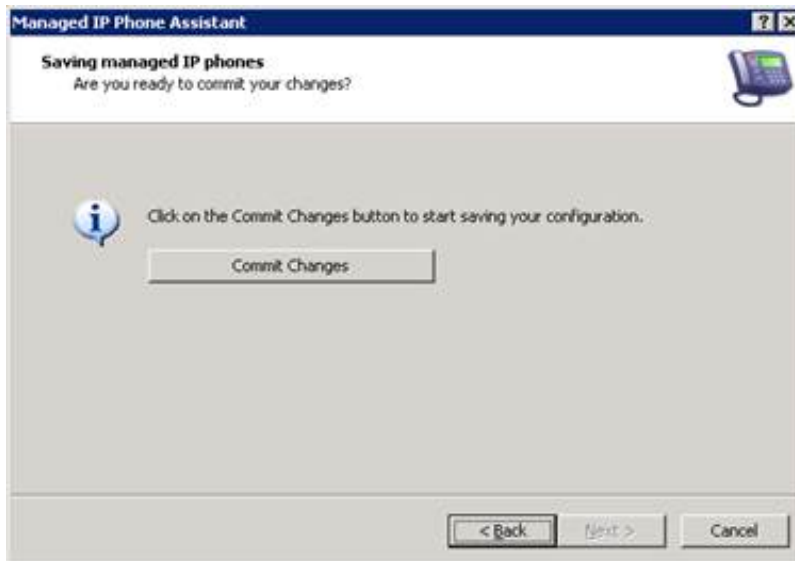 Managed IP Phone Assistant
Saving managed IP phones
Are you ready to commit your changes?
Click on the Commit Changes button to start saving your configuration.
Commit Changes
< Back Next > Cancel